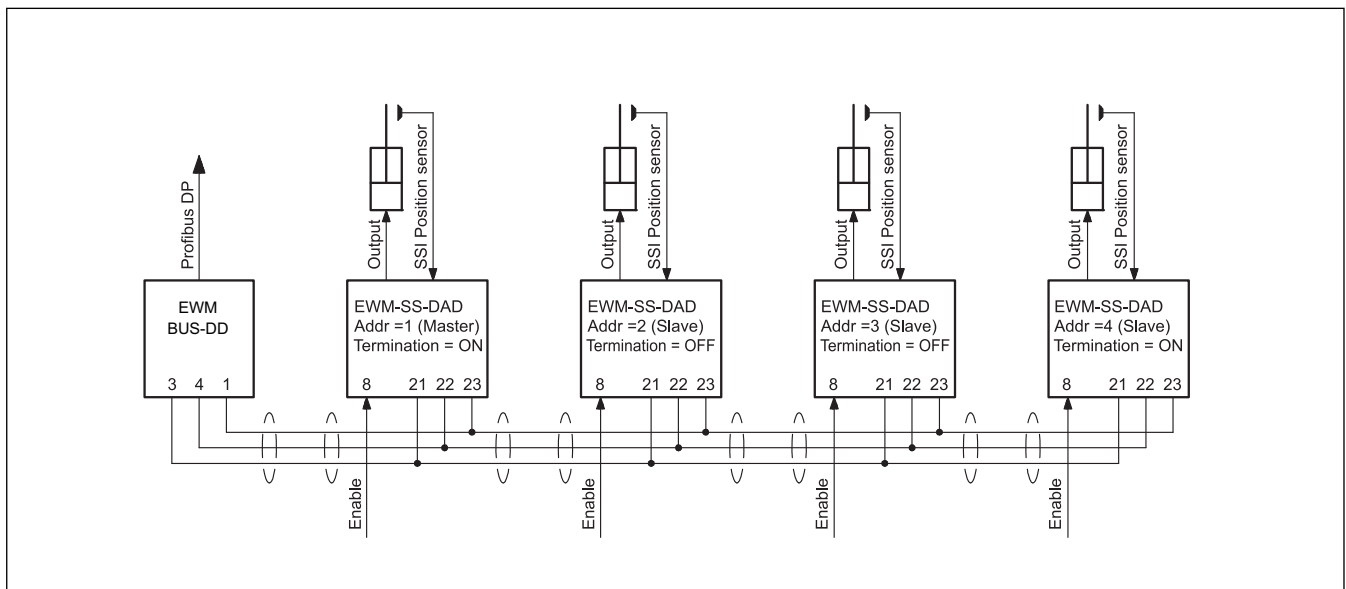 Profibus DP
EWM
BUS-DD
3 4 1
Output
SSI Position sensor
EWM-SS-DAD
Addr =1 (Master)
Termination = ON
8 21 22 23
Enable
Output
SSI Position sensor
EWM-SS-DAD
Addr =2 (Slave)
Termination = OFF
8 21 22 23
Enable
Output
SSI Position sensor
EWM-SS-DAD
Addr =3 (Slave)
Termination = OFF
8 21 22 23
Enable
Output
SSI Position sensor
EWM-SS-DAD
Addr =4 (Slave)
Termination = ON
8 21 22 23
Enable